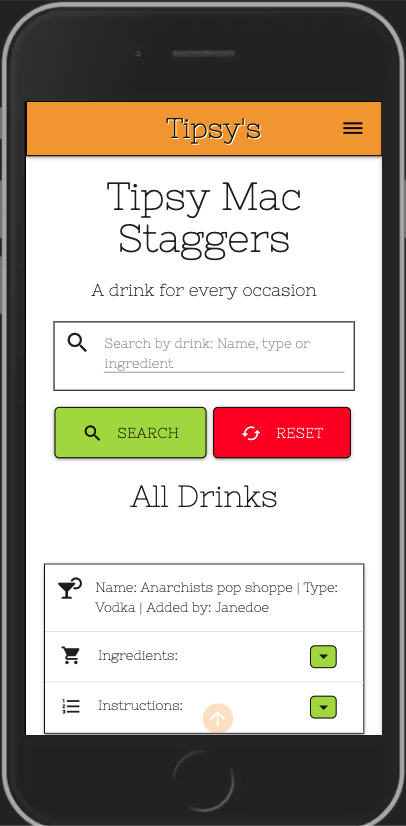 Tipsy's
Tipsy Mac
Staggers
A drink for every occasion
Search by drink: Name, type or
ingredient
SEARCH
RESET
All Drinks
Name: Anarchists pop shoppe | Type:
Vodka | Added by: Janedoe
Ingredients:
Instructions: